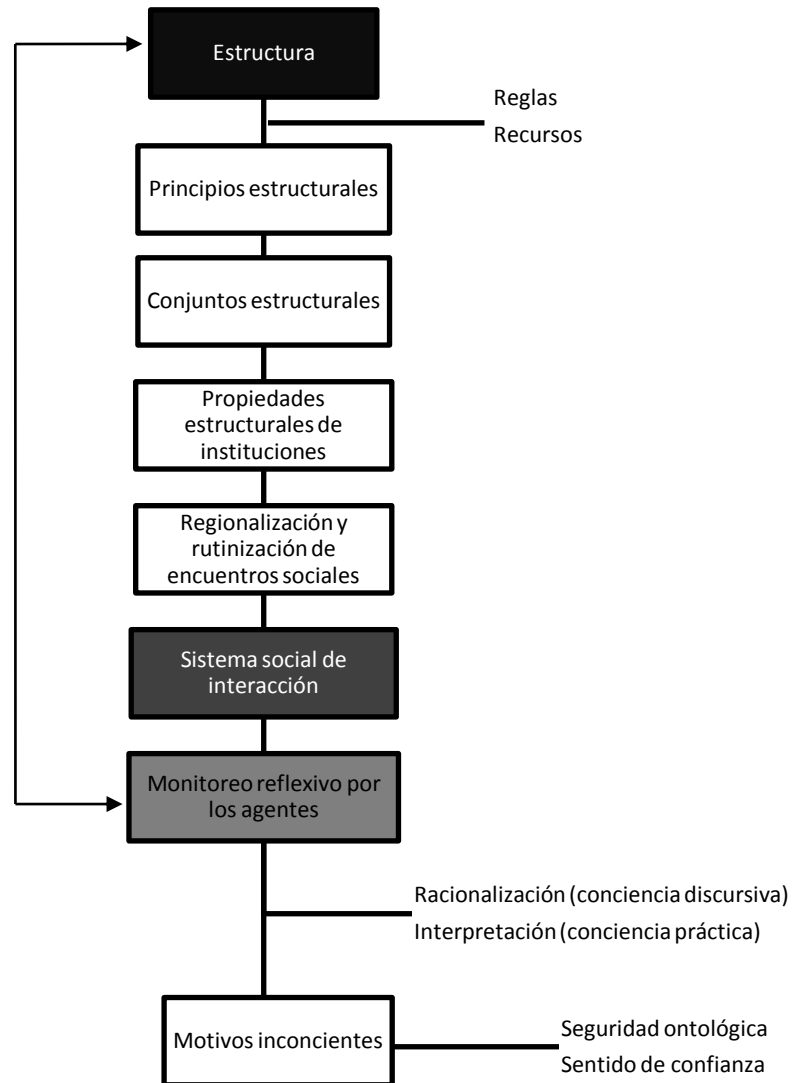 Estructura
Reglas
Recursos
Principios estructurales
Conjuntos estructurales
Propiedades
estructurales de
instituciones
Regionalización y
rutinización de
encuentros sociales
Sistema social de
interacción
Monitoreo reflexivo por
los agentes
Racionalización (conciencia discursiva)
Interpretación (conciencia práctica)
Motivos inconcientes
Seguridad ontológica
Sentido de confianza